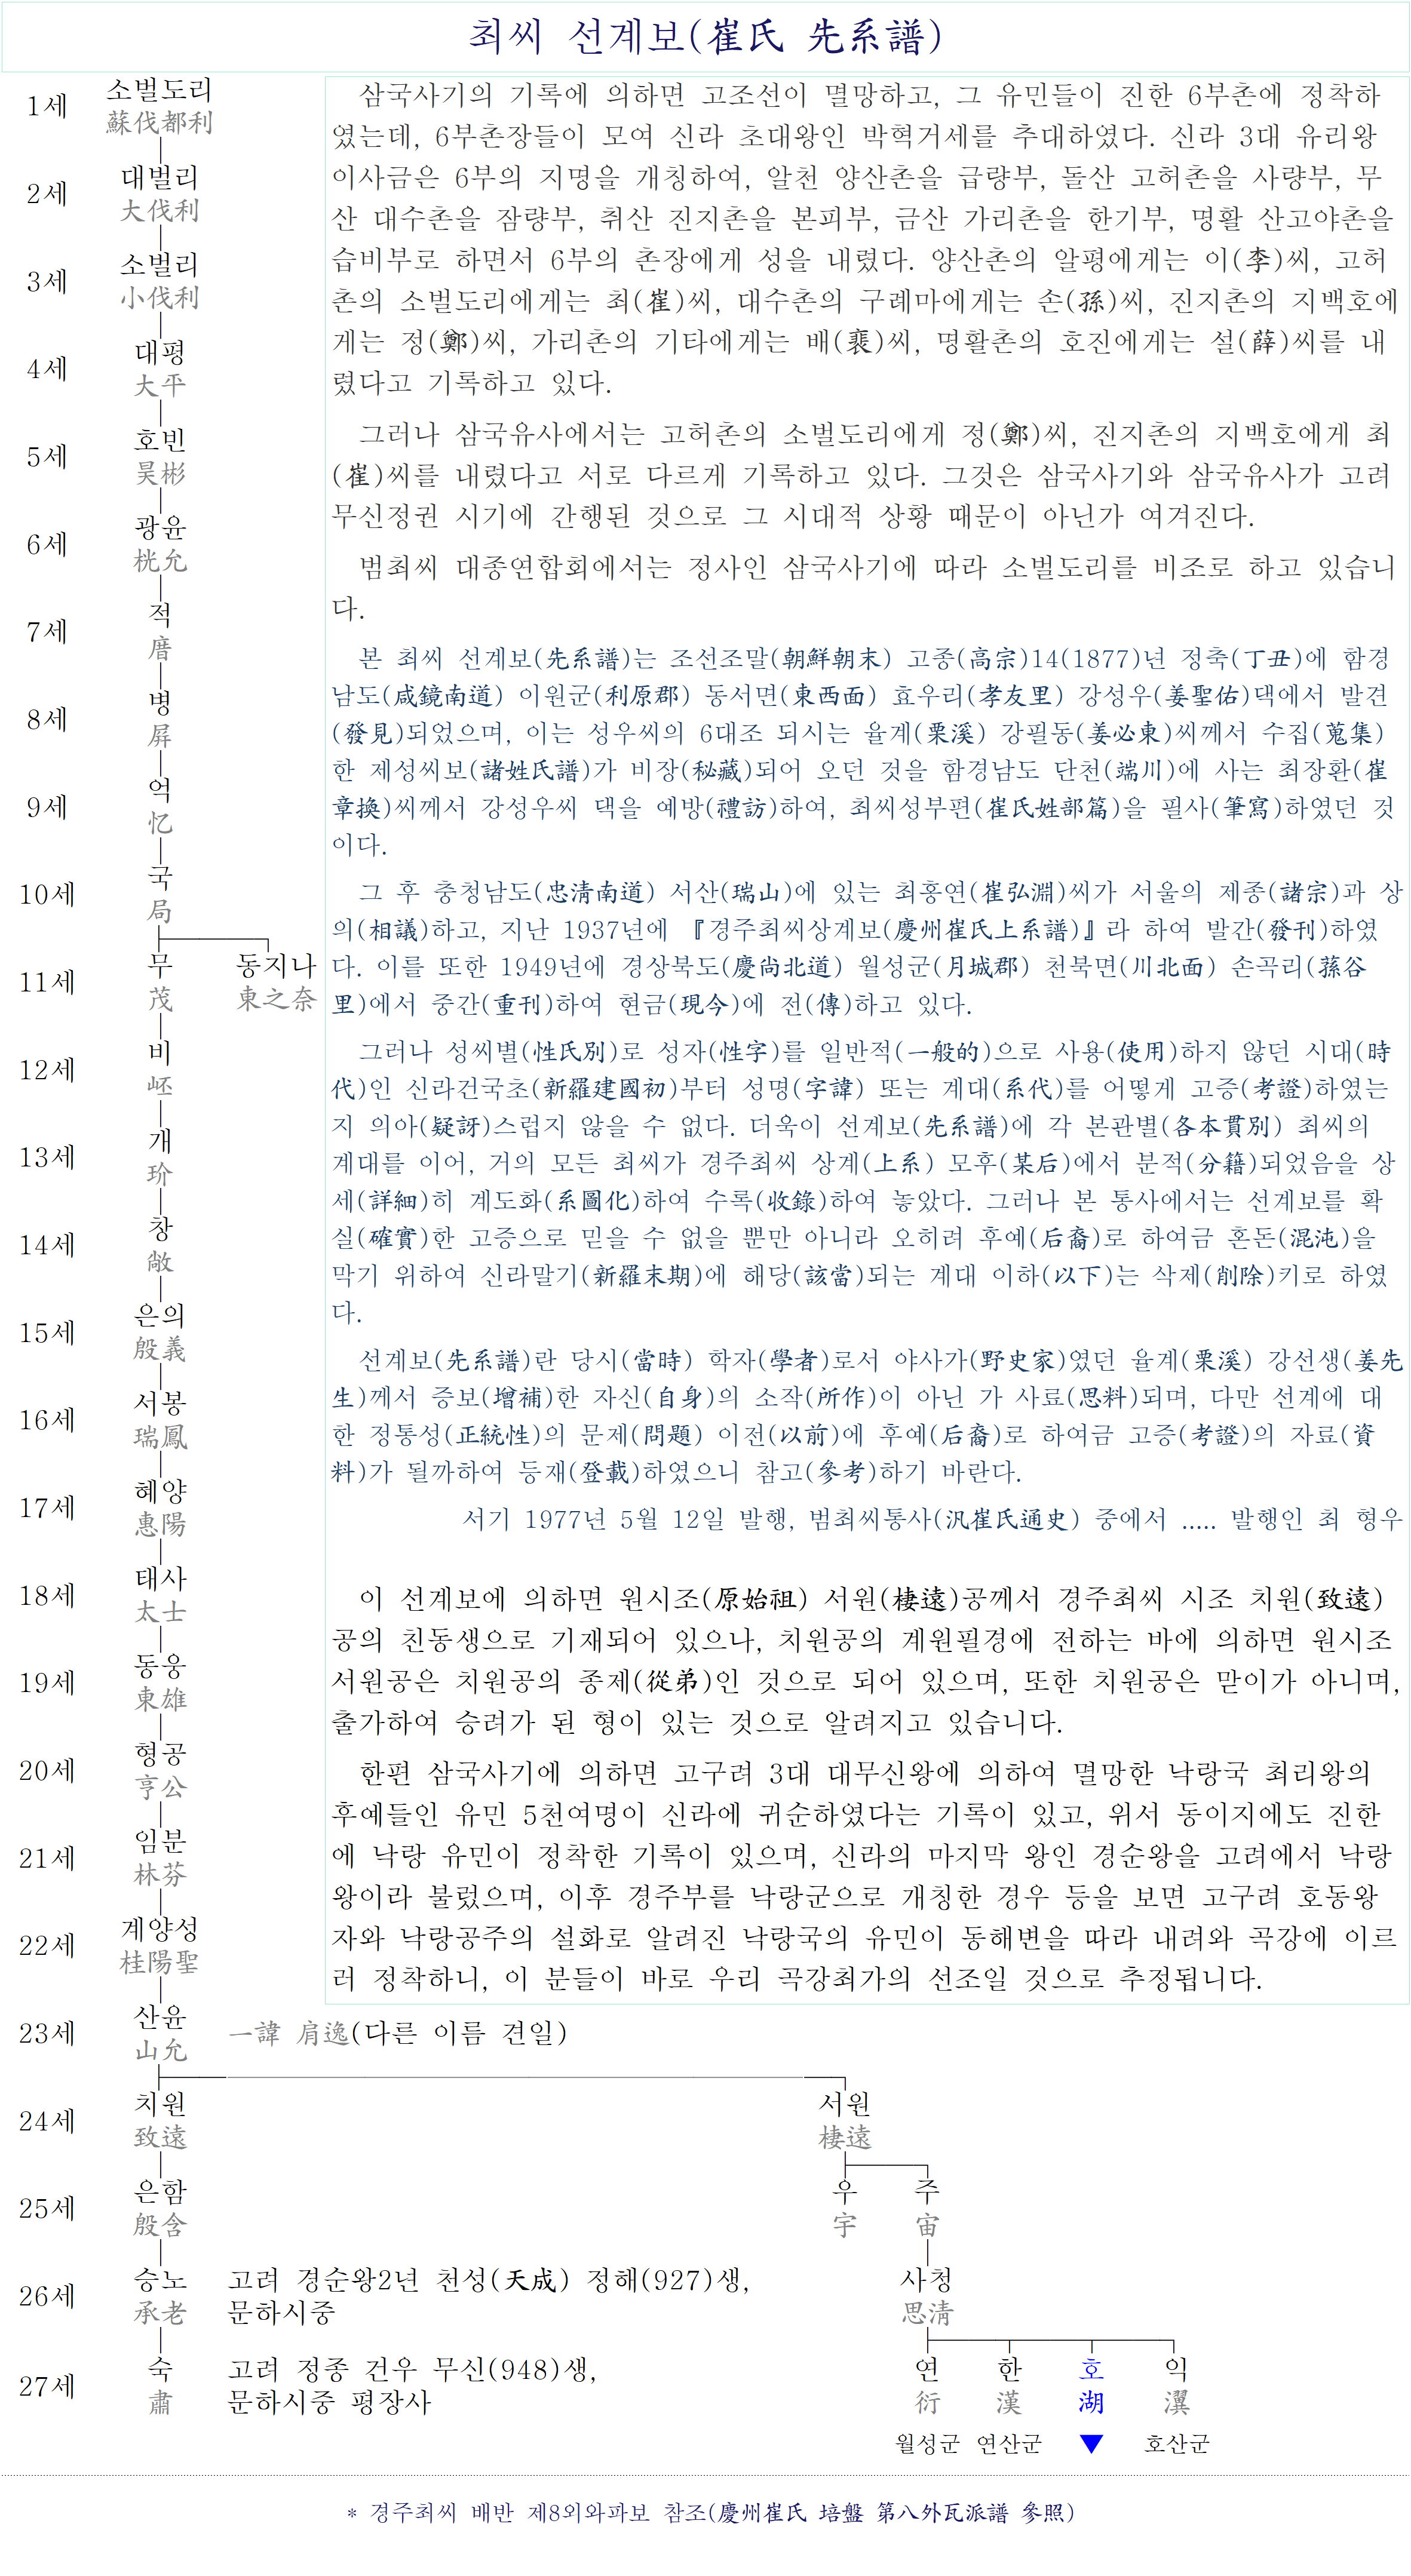 최씨 선계보(崔氏 先系譜)
1세
소벌도리
蘇伐都利
2세
대벌리
大伐利
3세
소벌리
小伐利
4세
대평
大平
5세
호빈
昊彬
6세
광윤
桄允
7세
적
厝
8세
병
屛
9세
억
忆
10세
국
局
11세
무
茂
동지나
東之奈
12세
비
岯
13세
개
玠
14세
창
敞
15세
은의
殷義
16세
서봉
瑞鳳
17세
혜양
惠陽
18세
태사
太士
19세
동웅
東雄
20세
형공
亨公
21세
임분
林芬
22세
계양성
桂陽聖
삼국사기의 기록에 의하면 고조선이 멸망하고, 그 유민들이 진한 6부촌에 정착하
였는데, 6부촌장들이 모여 신라 초대왕인 박혁거세를 추대하였다. 신라 3대 유리왕
이사금은 6부의 지명을 개칭하여, 알천 양산촌을 급량부, 돌산 고허촌을 사량부, 무
산 대수촌을 잠량부, 취산 진지촌을 본피부, 금산 가리촌을 한기부, 명활 산고야촌을
습비부로 하면서 6부의 촌장에게 성을 내렸다. 양산촌의 알평에게는 이(李)씨, 고허
촌의 소벌도리에게는 최(崔)씨, 대수촌의 구례마에게는 손(孫)씨, 진지촌의 지백호에
게는 정(鄭)씨, 가리촌의 기타에게는 배(裵)씨, 명활촌의 호진에게는 설(薛)씨를 내
렸다고 기록하고 있다.
그러나 삼국유사에서는 고허촌의 소벌도리에게 정(鄭)씨, 진지촌의 지백호에게 최
(崔)씨를 내렸다고 서로 다르게 기록하고 있다. 그것은 삼국사기와 삼국유사가 고려
무신정권 시기에 간행된 것으로 그 시대적 상황 때문이 아닌가 여겨진다.
범최씨 대종연합회에서는 정사인 삼국사기에 따라 소벌도리를 비조로 하고 있습니
다.
본 최씨 선계보(先系譜)는 조선조말(朝鮮朝末) 고종(高宗)14(1877)년 정축(丁丑)에 함경
남도(咸鏡南道) 이원군(利原郡) 동서면(東西面) 효우리(孝友里) 강성우(姜聖佑)댁에서 발견
(發見)되었으며, 이는 성우씨의 6대조 되시는 율계(栗溪) 강필동(姜必東)씨께서 수집(蒐集)
한 제성씨보(諸姓氏譜)가 비장(秘藏)되어 오던 것을 함경남도 단천(端川)에 사는 최장환(崔
章換)씨께서 강성우씨 댁을 예방(禮訪)하여, 최씨성부편(崔氏姓部篇)을 필사(筆寫)하였던 것
이다.
그 후 충청남도(忠清南道) 서산(瑞山)에 있는 최홍연(崔弘淵)씨가 서울의 제종(諸宗)과 상
의(相議)하고, 지난 1937년에 『경주최씨상계보(慶州崔氏上系譜)』라 하여 발간(發刊)하였
다. 이를 또한 1949년에 경상북도(慶尚北道) 월성군(月城郡) 천북면(川北面) 손곡리(蓀谷
里)에서 중간(重刊)하여 현금(現今)에 전(傳)하고 있다.
그러나 성씨별(性氏別)로 성자(性字)를 일반적(一般的)으로 사용(使用)하지 않던 시대(時
代)인 신라건국초(新羅建國初)부터 성명(字諱) 또는 계대(系代)를 어떻게 고증(考證)하였는
지 의아(疑訝)스럽지 않을 수 없다. 더욱이 선계보(先系譜)에 각 본관별(各本貫別) 최씨의
계대를 이어, 거의 모든 최씨가 경주최씨 상계(上系) 모후(某后)에서 분적(分籍)되었음을 상
세(詳細)히 계도화(系圖化)하여 수록(收錄)하여 놓았다. 그러나 본 통사에서는 선계보를 확
실(確實)한 고증으로 믿을 수 없을 뿐만 아니라 오히려 후예(后裔)로 하여금 혼돈(混沌)을
막기 위하여 신라말기(新羅末期)에 해당(該當)되는 계대 이하(以下)는 삭제(削除)키로 하였
다.
선계보(先系譜)란 당시(當時) 학자(學者)로서 야사가(野史家)였던 율계(栗溪) 강선생(姜先
生)께서 증보(增補)한 자신(自身)의 소작(所作)이 아닌 가 사료(思料)되며, 다만 선계에 대
한 정통성(正統性)의 문제(問題) 이전(以前)에 후예(后裔)로 하여금 고증(考證)의 자료(資
料)가 될까하여 등재(登載)하였으니 참고(參考)하기 바란다.
서기 1977년 5월 12일 발행, 범최씨통사(汎崔氏通史) 중에서 ..... 발행인 최 형우
이 선계보에 의하면 원시조(原始祖) 서원(棲遠)공께서 경주최씨 시조 치원(致遠)
공의 친동생으로 기재되어 있으나, 치원공의 계원필경에 전하는 바에 의하면 원시조
서원공은 치원공의 종제(從弟)인 것으로 되어 있으며, 또한 치원공은 맏이가 아니며,
출가하여 승려가 된 형이 있는 것으로 알려지고 있습니다.
한편 삼국사기에 의하면 고구려 3대 대무신왕에 의하여 멸망한 낙랑국 최리왕의
후예들인 유민 5천여명이 신라에 귀순하였다는 기록이 있고, 위서 동이지에도 진한
에 낙랑 유민이 정착한 기록이 있으며, 신라의 마지막 왕인 경순왕을 고려에서 낙랑
왕이라 불렀으며, 이후 경주부를 낙랑군으로 개칭한 경우 등을 보면 고구려 호동왕
자와 낙랑공주의 설화로 알려진 낙랑국의 유민이 동해변을 따라 내려와 곡강에 이르
러 정착하니, 이 분들이 바로 우리 곡강최가의 선조일 것으로 추정됩니다.
23세
산윤
山允
一諱 肩逸(다른 이름 견일)
24세
치원
致遠
서원
棲遠
25세
은함
殷含
우
宇
주
宙
26세
승노
承老
고려 경순왕2년 천성(天成) 정해(927)생,
문하시중
사청
思淸
27세
숙
肅
고려 정종 건우 무신(948)생,
문하시중 평장사
연 한 호 익
衍 漢 湖 瀷
월성군 연산군 ▼ 호산군
* 경주최씨 배반 제8외와파보 참조(慶州崔氏 培盤 第八外瓦派譜 參照)